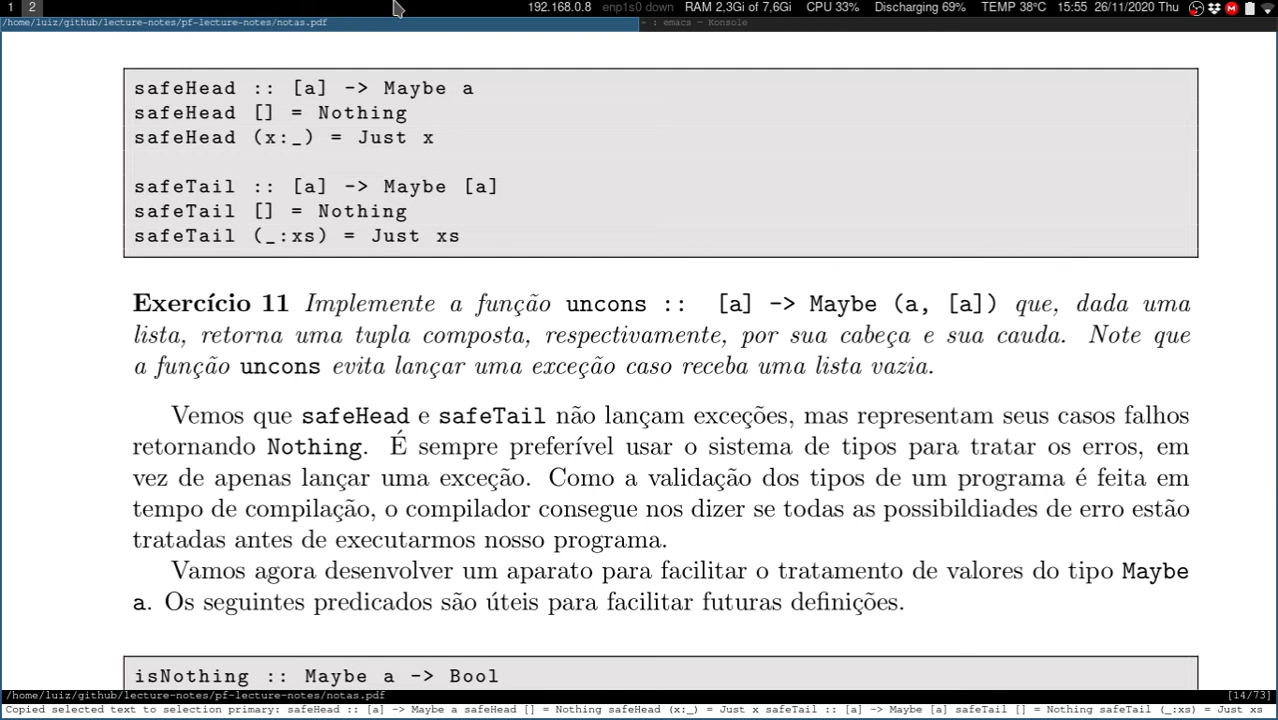 1 2 192.168.0.8 enp1s0 down RAM 2,3Gi of 7,6Gi CPU 33% Discharging 69% TEMP 38°C 15:55 26/11/2020 Thu
/home/luiz/github/lecture-notes/pf-lecture-notes/notas.pdf ~ : emacs — Konsole
safeHead :: [a] -> Maybe a
safeHead [] = Nothing
safeHead (x:_) = Just x
safeTail :: [a] -> Maybe [a]
safeTail [] = Nothing
safeTail (_:xs) = Just xs
Exercício 11 Implemente a função uncons :: [a] -> Maybe (a, [a]) que, dada uma
lista, retorna uma tupla composta, respectivamente, por sua cabeça e sua cauda. Note que
a função uncons evita lançar uma exceção caso receba uma lista vazia.
Vemos que safeHead e safeTail não lançam exceções, mas representam seus casos falhos
retornando Nothing. É sempre preferível usar o sistema de tipos para tratar os erros, em
vez de apenas lançar uma exceção. Como a validação dos tipos de um programa é feita em
tempo de compilação, o compilador consegue nos dizer se todas as possibildiades de erro estão
tratadas antes de executarmos nosso programa.
Vamos agora desenvolver um aparato para facilitar o tratamento de valores do tipo Maybe
a. Os seguintes predicados são úteis para facilitar futuras definições.
isNothing :: Maybe a -> Bool
/home/luiz/github/lecture-notes/pf-lecture-notes/notas.pdf [14/73]
Copied selected text to selection primary: safeHead :: [a] -> Maybe a safeHead [] = Nothing safeHead (x:_) = Just x safeTail :: [a] -> Maybe [a] safeTail [] = Nothing safeTail (_:xs) = Just xs